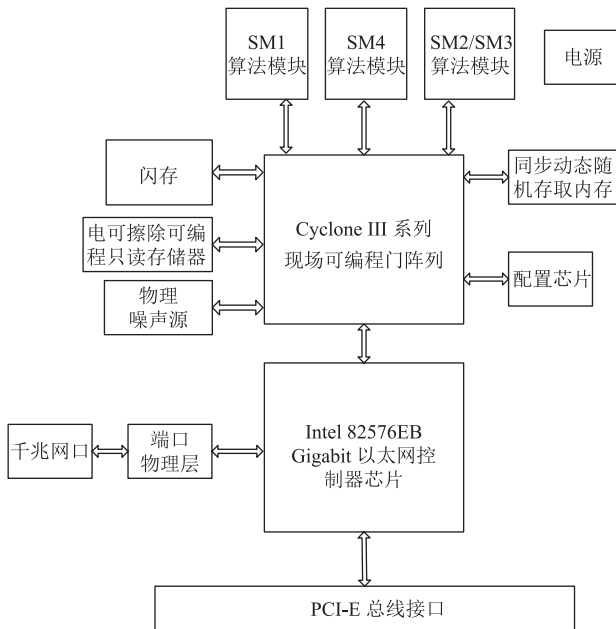 SM1
算法模块
SM4
算法模块
SM2/SM3
算法模块
电源
闪存
同步动态随
机存取内存
电可擦除可编
程只读存储器
Cyclone III 系列
现场可编程门阵列
配置芯片
物理
噪声源
千兆网口
端口
物理层
Intel 82576EB
Gigabit 以太网控
制器芯片
PCI-E 总线接口